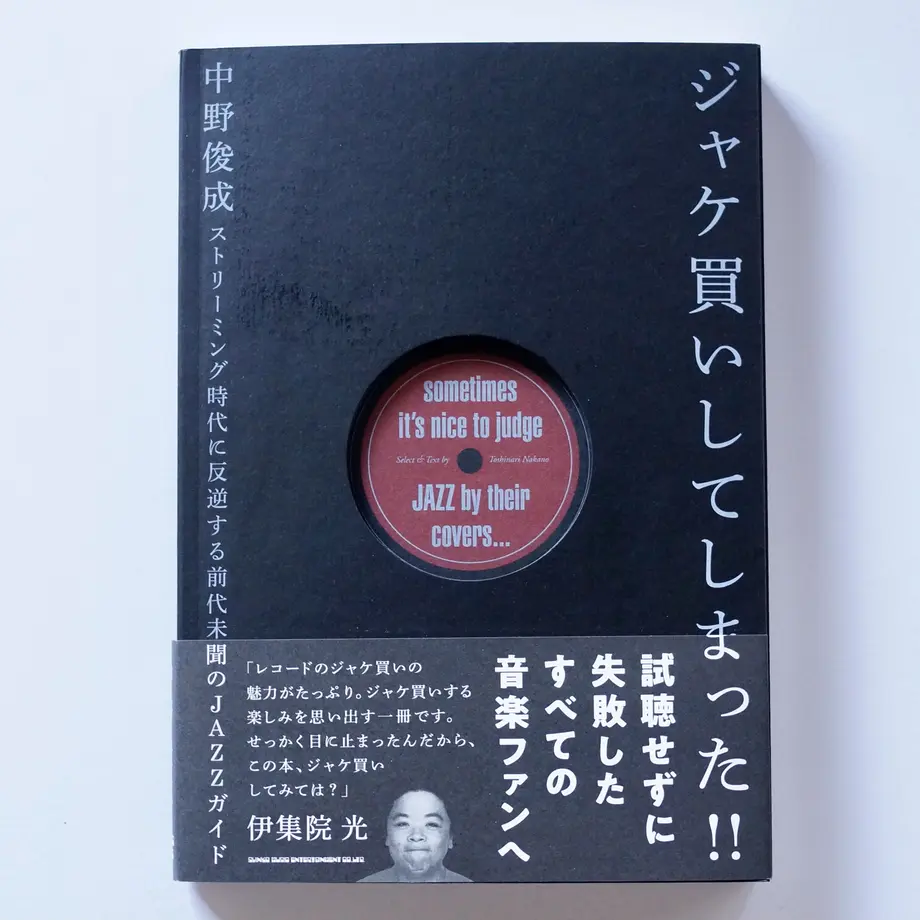 ジャケ買いしてしまった!!
中野俊成
ストリーミング時代に反逆する前代未聞のJAZZガイド
sometimes
it's nice to judge
Select & Text by Toshinari Nakano
JAZZ by their
covers...
試聴せずに
失敗した
すべての
音楽ファンへ
「レコードのジャケ買いの
魅力がたっぷり。ジャケ買いする
楽しみを思い出す一冊です。
せっかく目に止まったんだから、
この本、ジャケ買い
してみては?」
伊集院 光
SHINKO MUSIC ENTERTAINMENT CO.,LTD.